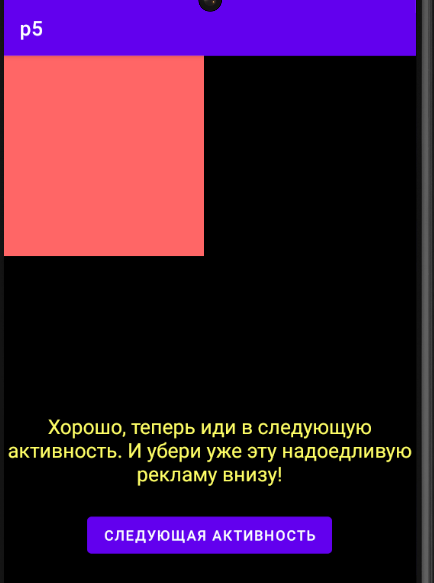 p5
Хорошо, теперь иди в следующую
активность. И убери уже эту надоедливую
рекламу внизу!
СЛЕДУЮЩАЯ АКТИВНОСТЬ